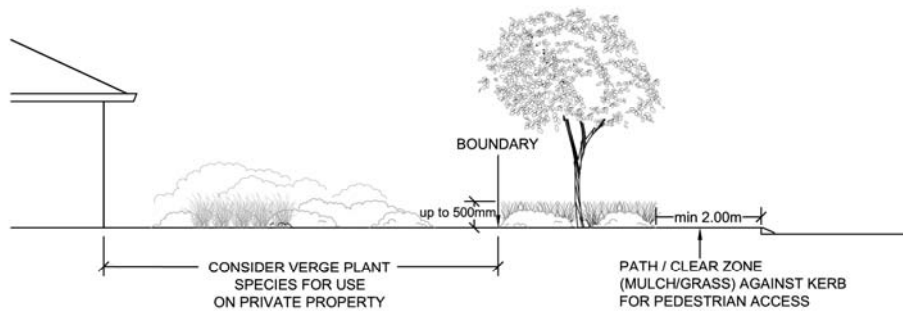 BOUNDARY
up to 500mm
min 2.00m
CONSIDER VERGE PLANT
SPECIES FOR USE
ON PRIVATE PROPERTY
PATH / CLEAR ZONE
(MULCH/GRASS) AGAINST KERB
FOR PEDESTRIAN ACCESS